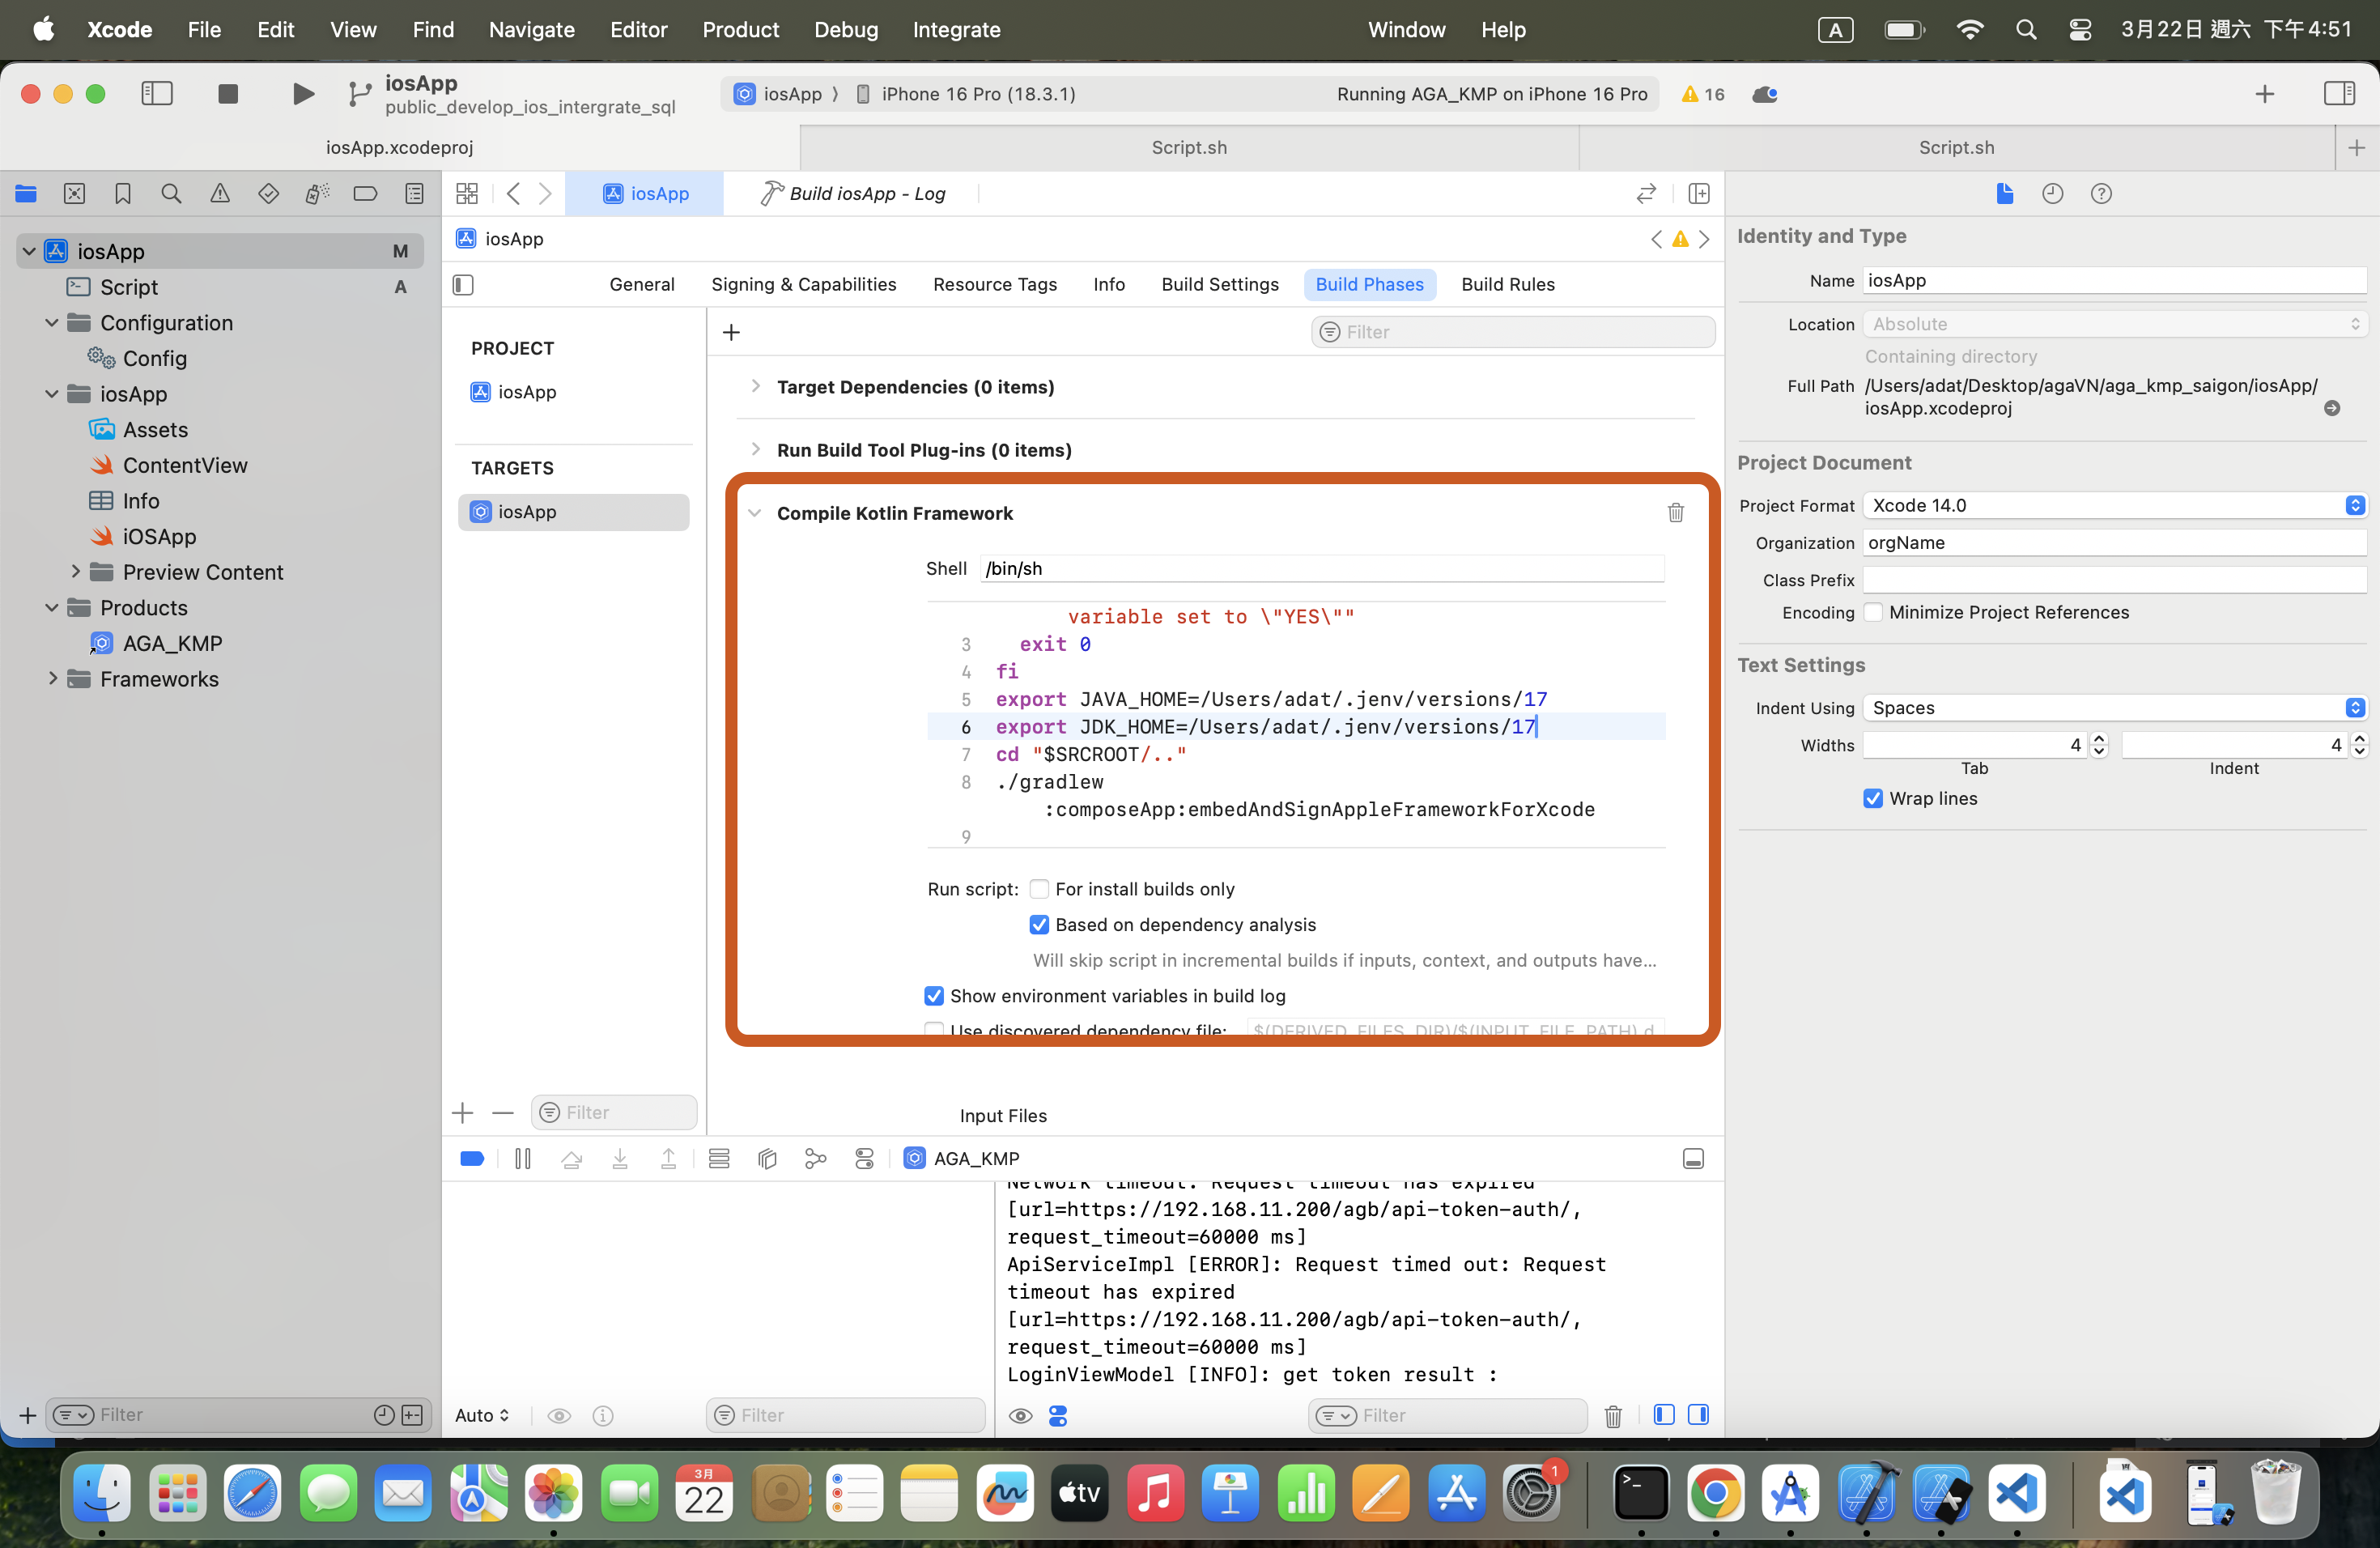 Xcode File Edit View Find Navigate Editor Product Debug Integrate Window Help A 3月22日 週六 下午4:51
iosApp
public_develop_ios_intergrate_sql
iosApp iPhone 16 Pro (18.3.1) Running AGA_KMP on iPhone 16 Pro 16
iosApp.xcodeproj Script.sh Script.sh
iosApp Build iosApp - Log
iosApp M
Script A
Configuration
Config
iosApp
Assets
ContentView
Info
iOSApp
Preview Content
Products
AGA_KMP
Frameworks
Filter
iosApp
General Signing & Capabilities Resource Tags Info Build Settings Build Phases Build Rules
PROJECT
iosApp
TARGETS
iosApp
Filter
Filter
Target Dependencies (0 items)
Run Build Tool Plug-ins (0 items)
Compile Kotlin Framework
Shell /bin/sh
variable set to \"YES\""
3 exit 0
4 fi
5 export JAVA_HOME=/Users/adat/.jenv/versions/17
6 export JDK_HOME=/Users/adat/.jenv/versions/17
7 cd "$SRCROOT/.."
8 ./gradlew
:composeApp:embedAndSignAppleFrameworkForXcode
9
Run script: For install builds only
Based on dependency analysis
Will skip script in incremental builds if inputs, context, and outputs have...
Show environment variables in build log
Use discovered dependency file: $(DERIVED_FILES_DIR)/$(INPUT_FILE_PATH).d
Input Files
AGA_KMP
Network timeout: Request timeout has expired
[url=https://192.168.11.200/agb/api-token-auth/,
request_timeout=60000 ms]
ApiServiceImpl [ERROR]: Request timed out: Request
timeout has expired
[url=https://192.168.11.200/agb/api-token-auth/,
request_timeout=60000 ms]
LoginViewModel [INFO]: get token result :
Auto Filter Filter
Identity and Type
Name iosApp
Location Absolute
Containing directory
Full Path /Users/adat/Desktop/agaVN/aga_kmp_saigon/iosApp/
iosApp.xcodeproj
Project Document
Project Format Xcode 14.0
Organization orgName
Class Prefix
Encoding Minimize Project References
Text Settings
Indent Using Spaces
Widths 4 4
Tab Indent
Wrap lines
3月
22
tv
1